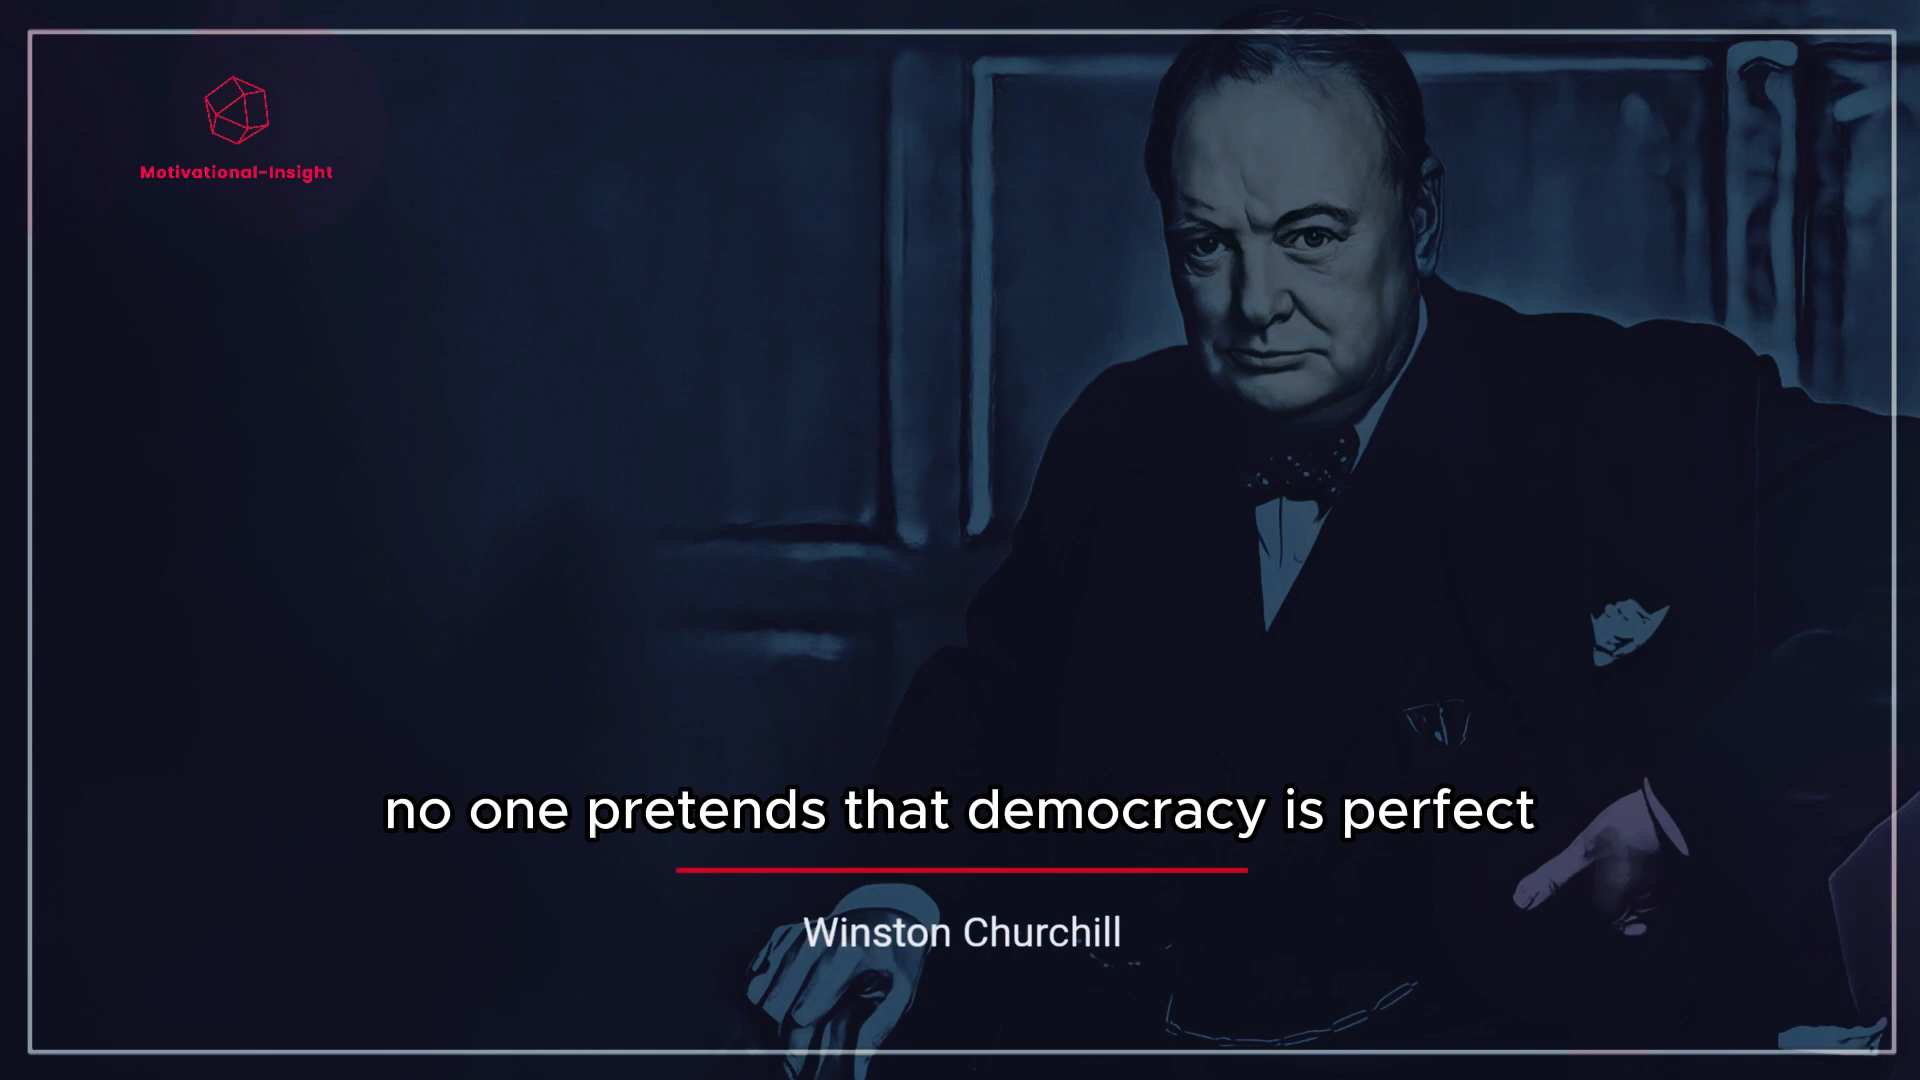 Motivational-Insight
no one pretends that democracy is perfect
Winston Churchill